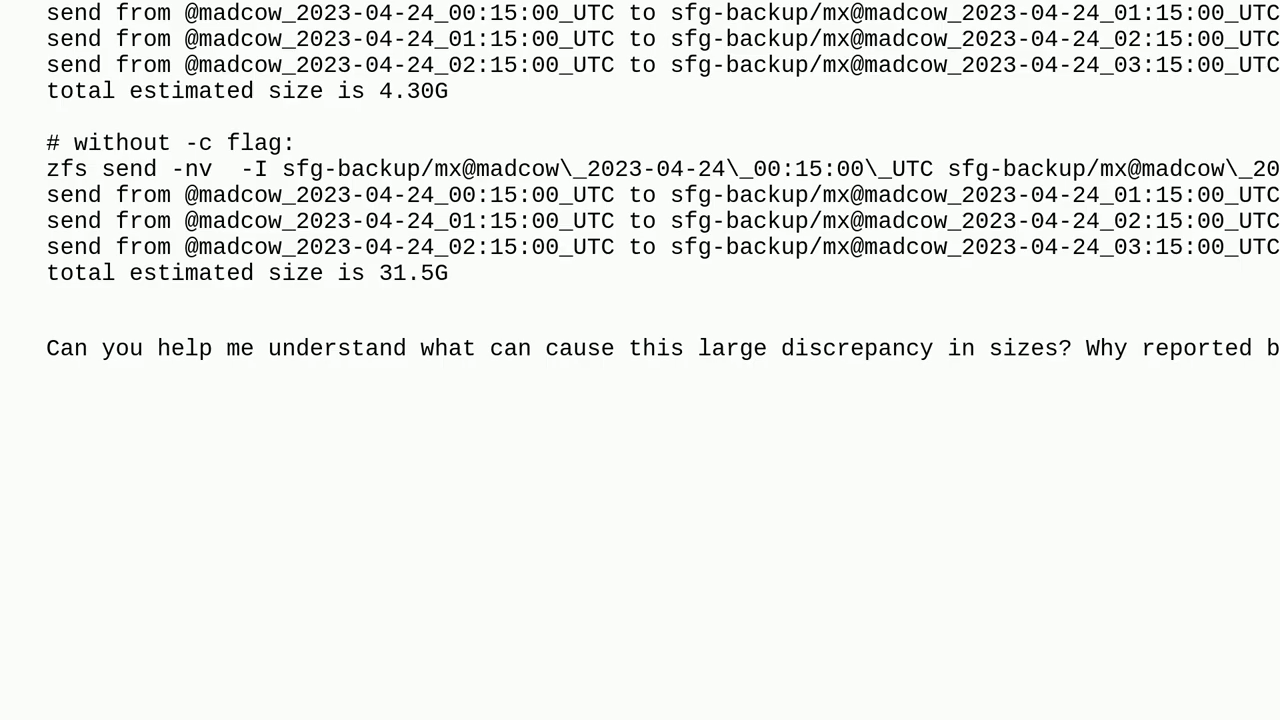 send from @madcow_2023-04-24_00:15:00_UTC to sfg-backup/mx@madcow_2023-04-24_01:15:00_UTC
send from @madcow_2023-04-24_01:15:00_UTC to sfg-backup/mx@madcow_2023-04-24_02:15:00_UTC
send from @madcow_2023-04-24_02:15:00_UTC to sfg-backup/mx@madcow_2023-04-24_03:15:00_UTC
total estimated size is 4.30G
# without -c flag:
zfs send -nv  -I sfg-backup/mx@madcow\_2023-04-24\_00:15:00\_UTC sfg-backup/mx@madcow\_20
send from @madcow_2023-04-24_00:15:00_UTC to sfg-backup/mx@madcow_2023-04-24_01:15:00_UTC
send from @madcow_2023-04-24_01:15:00_UTC to sfg-backup/mx@madcow_2023-04-24_02:15:00_UTC
send from @madcow_2023-04-24_02:15:00_UTC to sfg-backup/mx@madcow_2023-04-24_03:15:00_UTC
total estimated size is 31.5G
Can you help me understand what can cause this large discrepancy in sizes? Why reported b